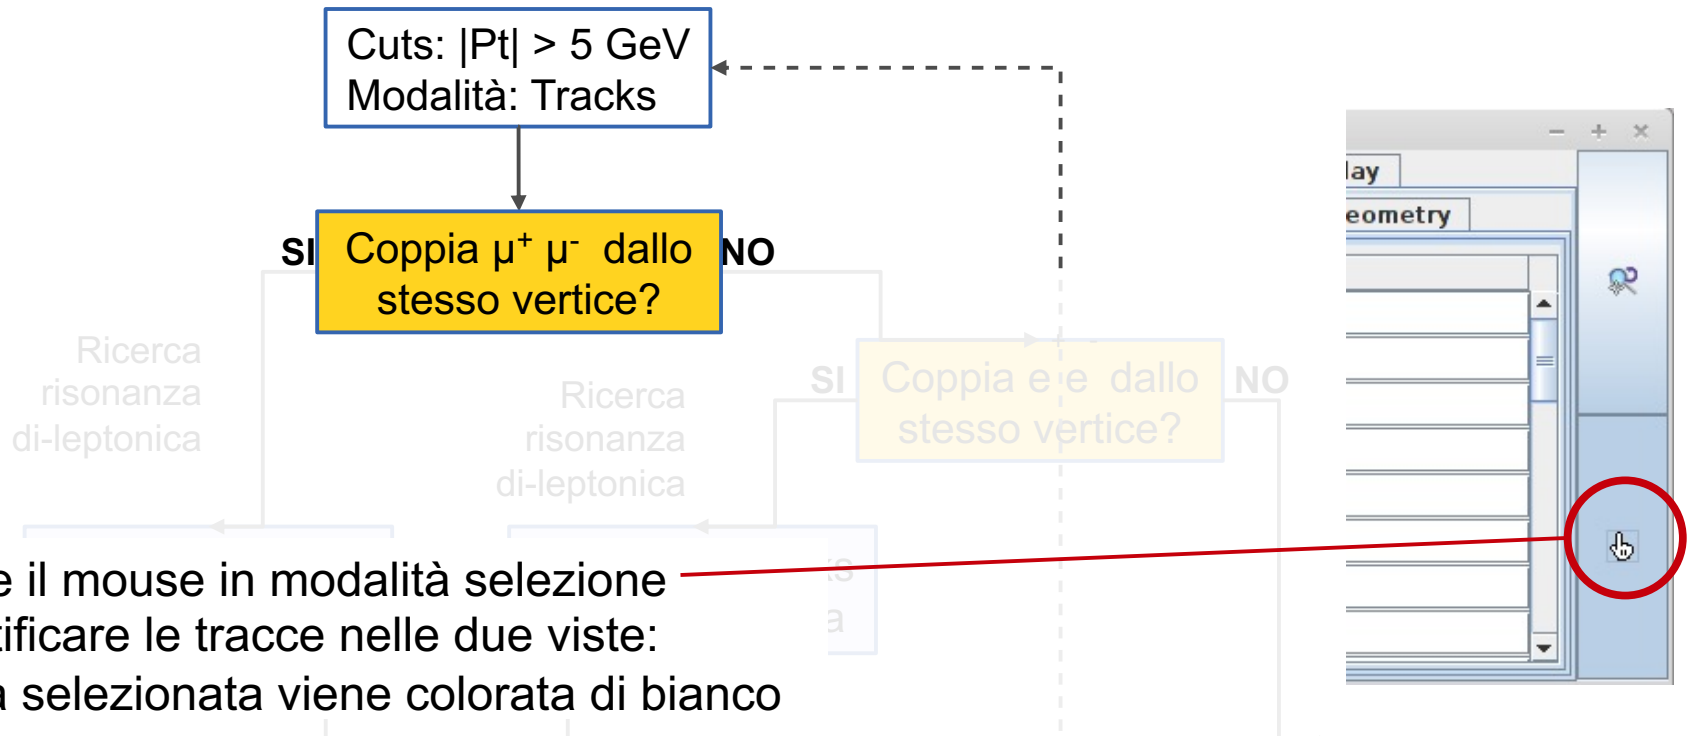 Cuts: |Pt| > 5 GeV
Modalità: Tracks
SI
Coppia µ⁺ µ⁻ dallo
stesso vertice?
NO
Ricerca
risonanza
di-leptonica
Ricerca
risonanza
di-leptonica
SI
Coppia e e dallo
stesso vertice?
NO
e il mouse in modalità selezione
tificare le tracce nelle due viste:
a selezionata viene colorata di bianco
ks
a
lay
eometry